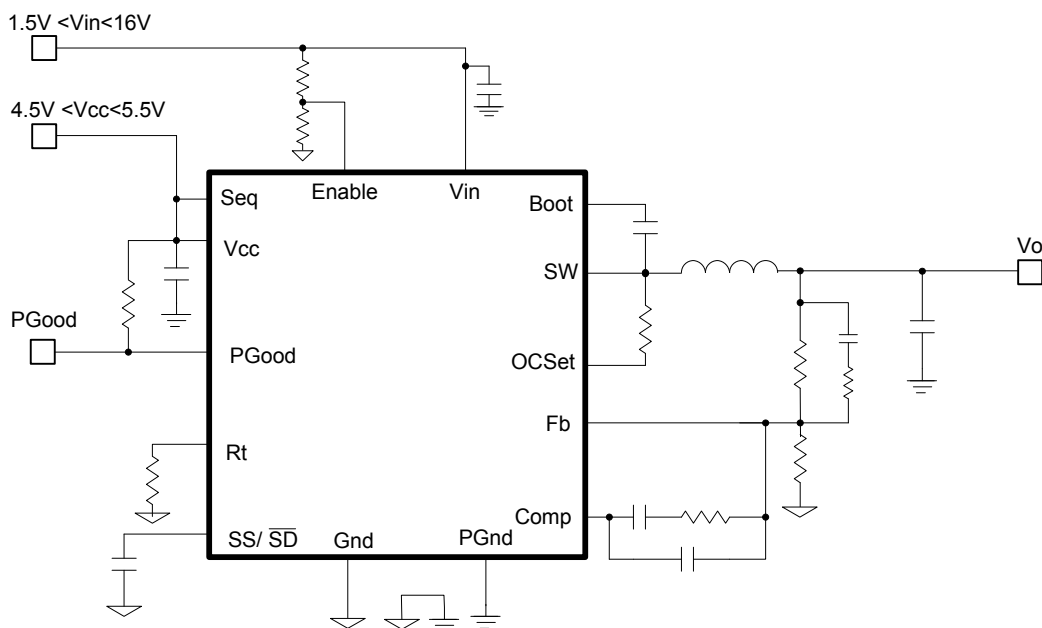 1.5V <Vin<16V
4.5V <Vcc<5.5V
Enable
Vin
Seq
Boot
Vcc
SW
Vo
PGood
PGood
OCSet
Fb
Rt
Comp
SS/ SD
Gnd
PGnd